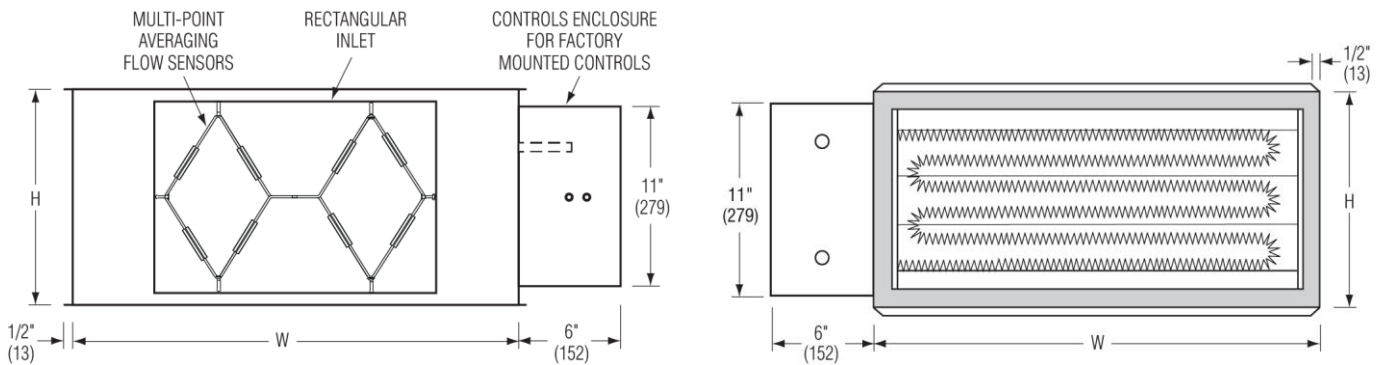 MULTI-POINT
AVERAGING
FLOW SENSORS
RECTANGULAR
INLET
CONTROLS ENCLOSURE
FOR FACTORY
MOUNTED CONTROLS
H
11"
(279)
1/2"
(13)
W
6"
(152)
1/2"
(13)
11"
(279)
H
6"
(152)
W